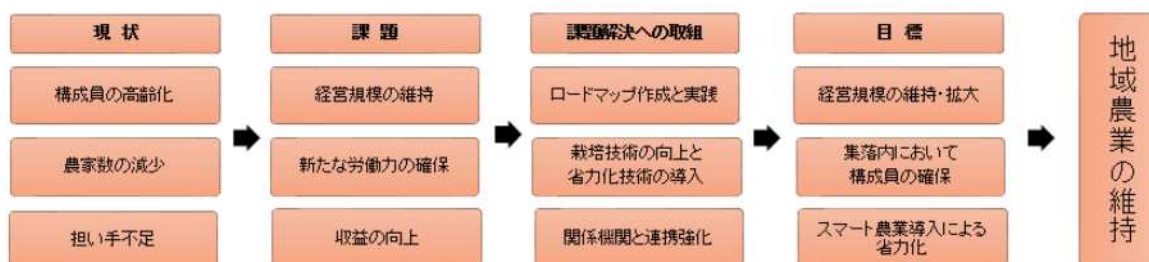 現状
構成員の高齢化
農家数の減少
担い手不足
課題
経営規模の維持
新たな労働力の確保
収益の向上
課題解決への取組
ロードマップ作成と実践
栽培技術の向上と
省力化技術の導入
関係機関と連携強化
目標
経営規模の維持・拡大
集落内において
構成員の確保
スマート農業導入による
省力化
地域農業の維持